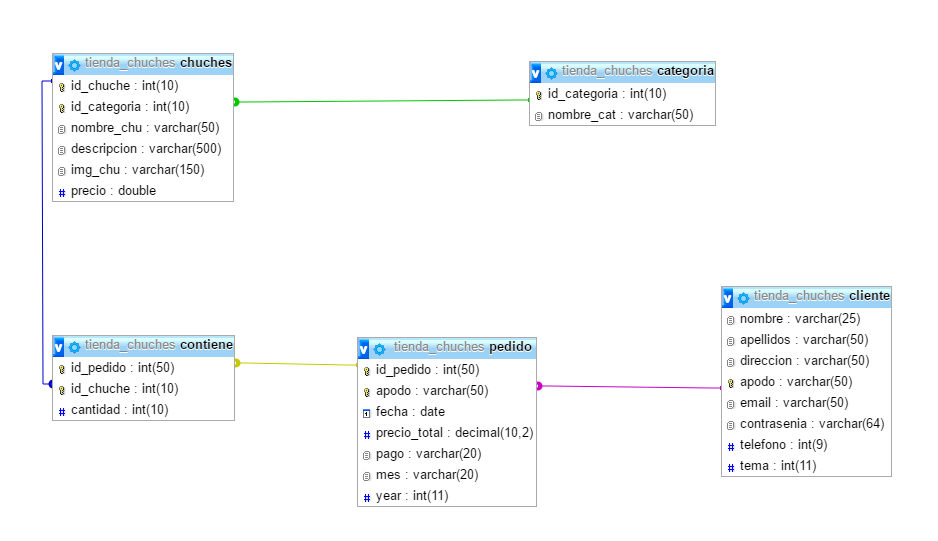 tienda_chuches chuches
id_chuche : int(10)
id_categoria : int(10)
nombre_chu : varchar(50)
descripcion : varchar(500)
img_chu : varchar(150)
# precio : double
tienda_chuches categoria
id_categoria : int(10)
nombre_cat : varchar(50)
tienda_chuches contiene
id_pedido : int(50)
id_chuche : int(10)
# cantidad : int(10)
tienda_chuches pedido
id_pedido : int(50)
apodo : varchar(50)
fecha : date
# precio_total : decimal(10,2)
pago : varchar(20)
mes : varchar(20)
# year : int(11)
tienda_chuches cliente
nombre : varchar(25)
apellidos : varchar(50)
direccion : varchar(50)
apodo : varchar(50)
email : varchar(50)
contrasenia : varchar(64)
# telefono : int(9)
# tema : int(11)